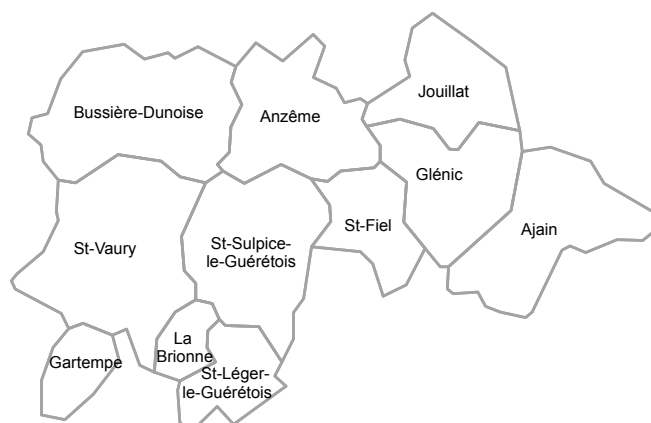 Jouillat
Bussière-Dunoise
Anzême
Glénic
St-Fiel
Ajain
St-Vaury
St-Sulpice-
le-Guérétois
La
Brionne
Gartempe
St-Léger-
le-Guérétois